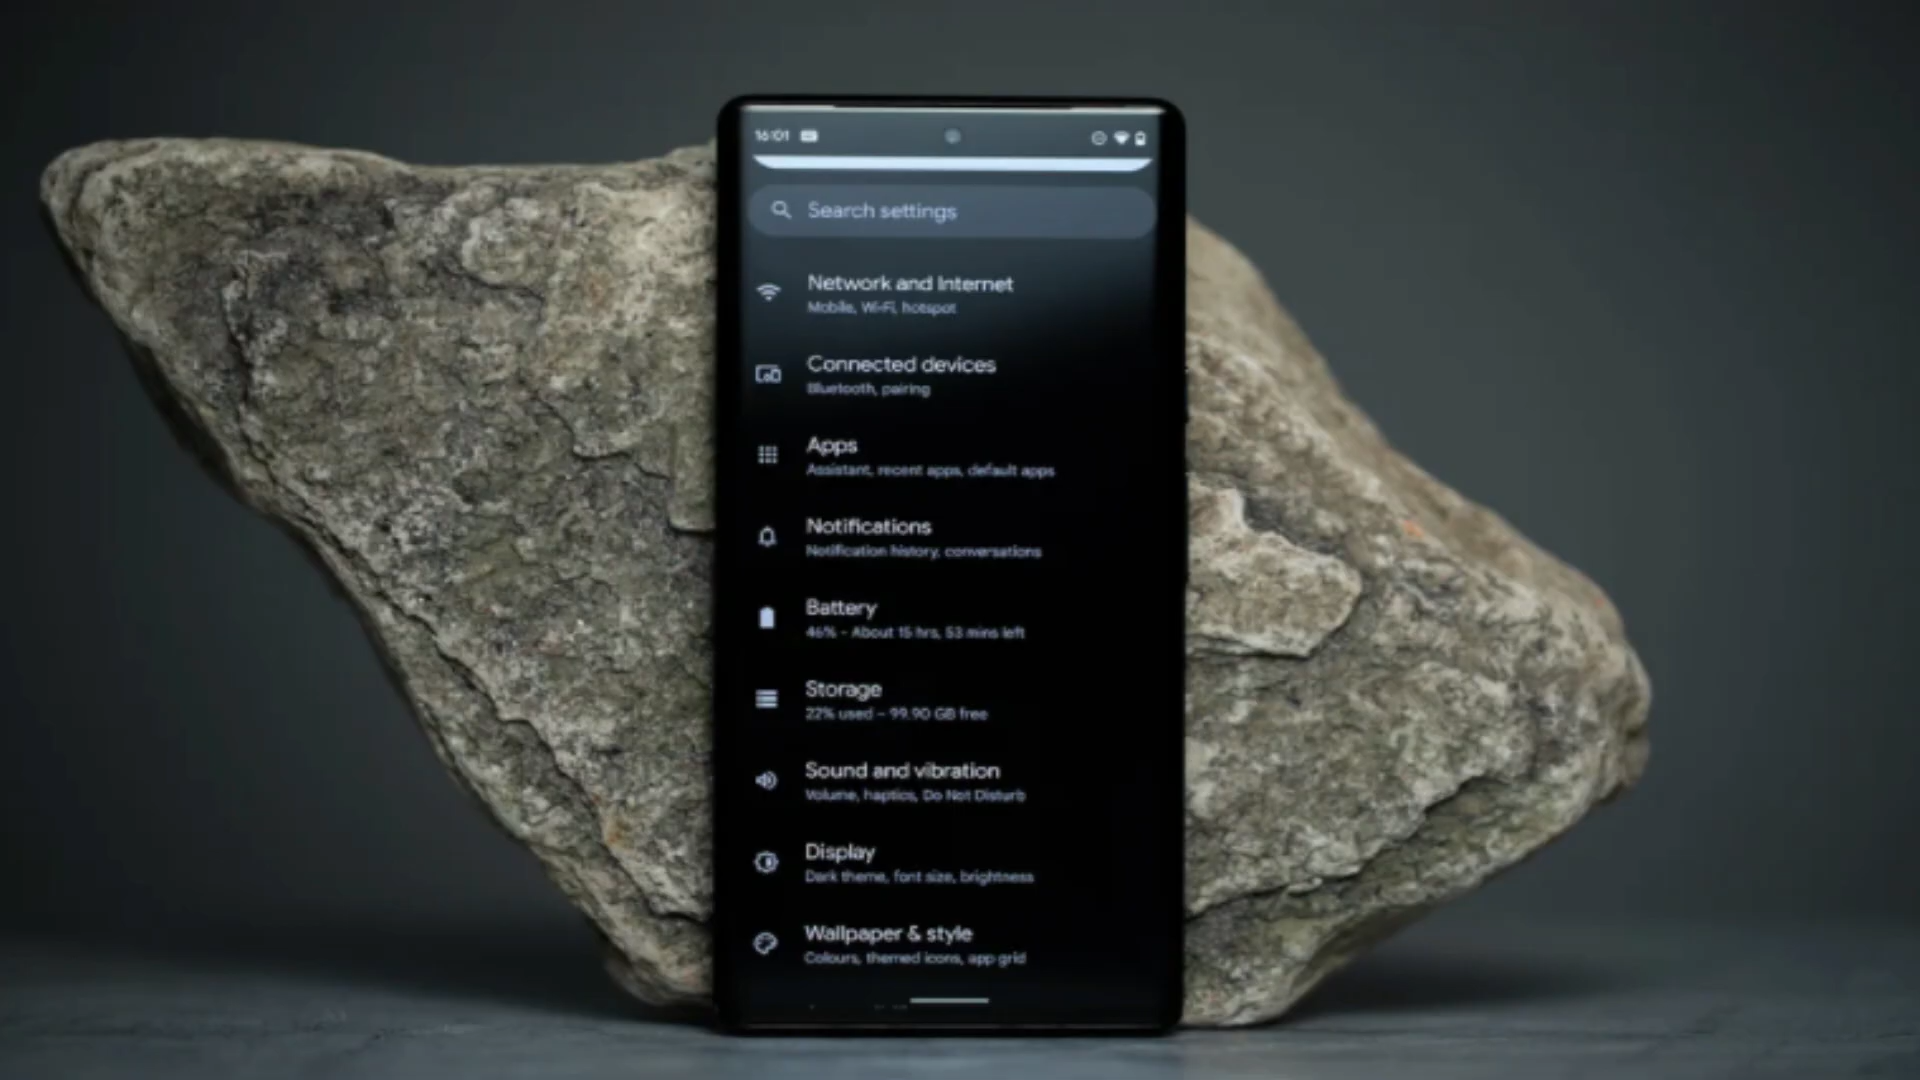 16:01
Search settings
Network and Internet
Mobile, Wi-Fi, hotspot
Connected devices
Bluetooth, pairing
Apps
Assistant, recent apps, default apps
Notifications
Notification history, conversations
Battery
46% - About 15 hrs, 53 mins left
Storage
22% used - 99.90 GB free
Sound and vibration
Volume, haptics, Do Not Disturb
Display
Dark theme, font size, brightness
Wallpaper & style
Colours, themed icons, app grid